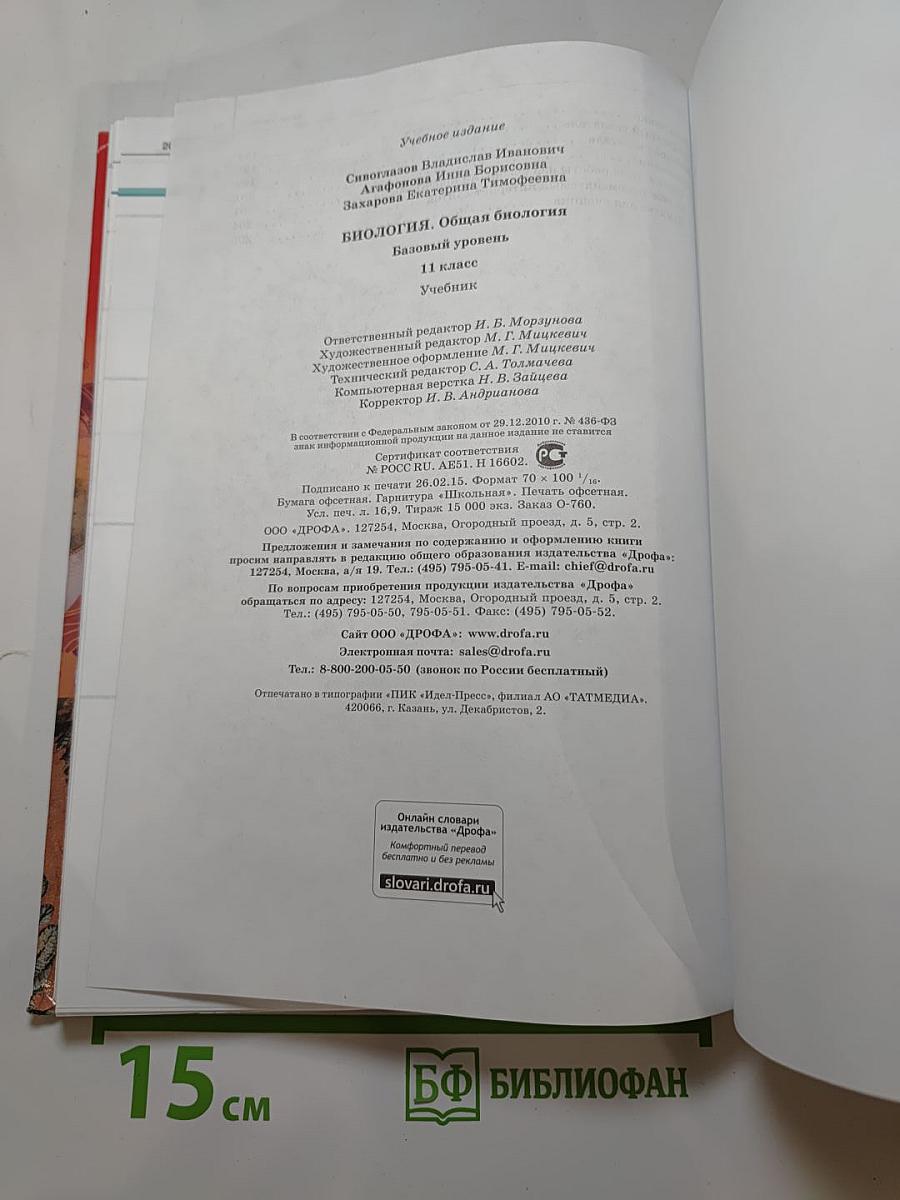 Учебное издание
Сивоглазов Владислав Иванович
Агафонова Инна Борисовна
Захарова Екатерина Тимофеевна
БИОЛОГИЯ. Общая биология
Базовый уровень
11 класс
Учебник
Ответственный редактор И. Б. Морзунова
Художественный редактор М. Г. Мицкевич
Художественное оформление М. Г. Мицкевич
Технический редактор С. А. Толмачева
Компьютерная верстка Н. В. Зайцева
Корректор И. В. Андрианова
В соответствии с Федеральным законом от 29.12.2010 г. № 436-ФЗ
знак информационной продукции на данное издание не ставится
Сертификат соответствия
№ РОСС RU. АЕ51. Н 16602.
Подписано к печати 26.02.15. Формат 70 × 100 1/16.
Бумага офсетная. Гарнитура «Школьная». Печать офсетная.
Усл. печ. л. 16,9. Тираж 15 000 экз. Заказ О-760.
ООО «ДРОФА». 127254, Москва, Огородный проезд, д. 5, стр. 2.
Предложения и замечания по содержанию и оформлению книги
просим направлять в редакцию общего образования издательства «Дрофа»:
127254, Москва, а/я 19. Тел.: (495) 795-05-41. E-mail: chief@drofa.ru
По вопросам приобретения продукции издательства «Дрофа»
обращаться по адресу: 127254, Москва, Огородный проезд, д. 5, стр. 2.
Тел.: (495) 795-05-50, 795-05-51. Факс: (495) 795-05-52.
Сайт ООО «ДРОФА»: www.drofa.ru
Электронная почта: sales@drofa.ru
Тел.: 8-800-200-05-50 (звонок по России бесплатный)
Отпечатано в типографии «ПИК «Идел-Пресс», филиал АО «ТАТМЕДИА».
420066, г. Казань, ул. Декабристов, 2.
Онлайн словари
издательства «Дрофа»
Комфортный перевод
бесплатно и без рекламы
slovari.drofa.ru
15 см
БФ БИБЛИОФАН